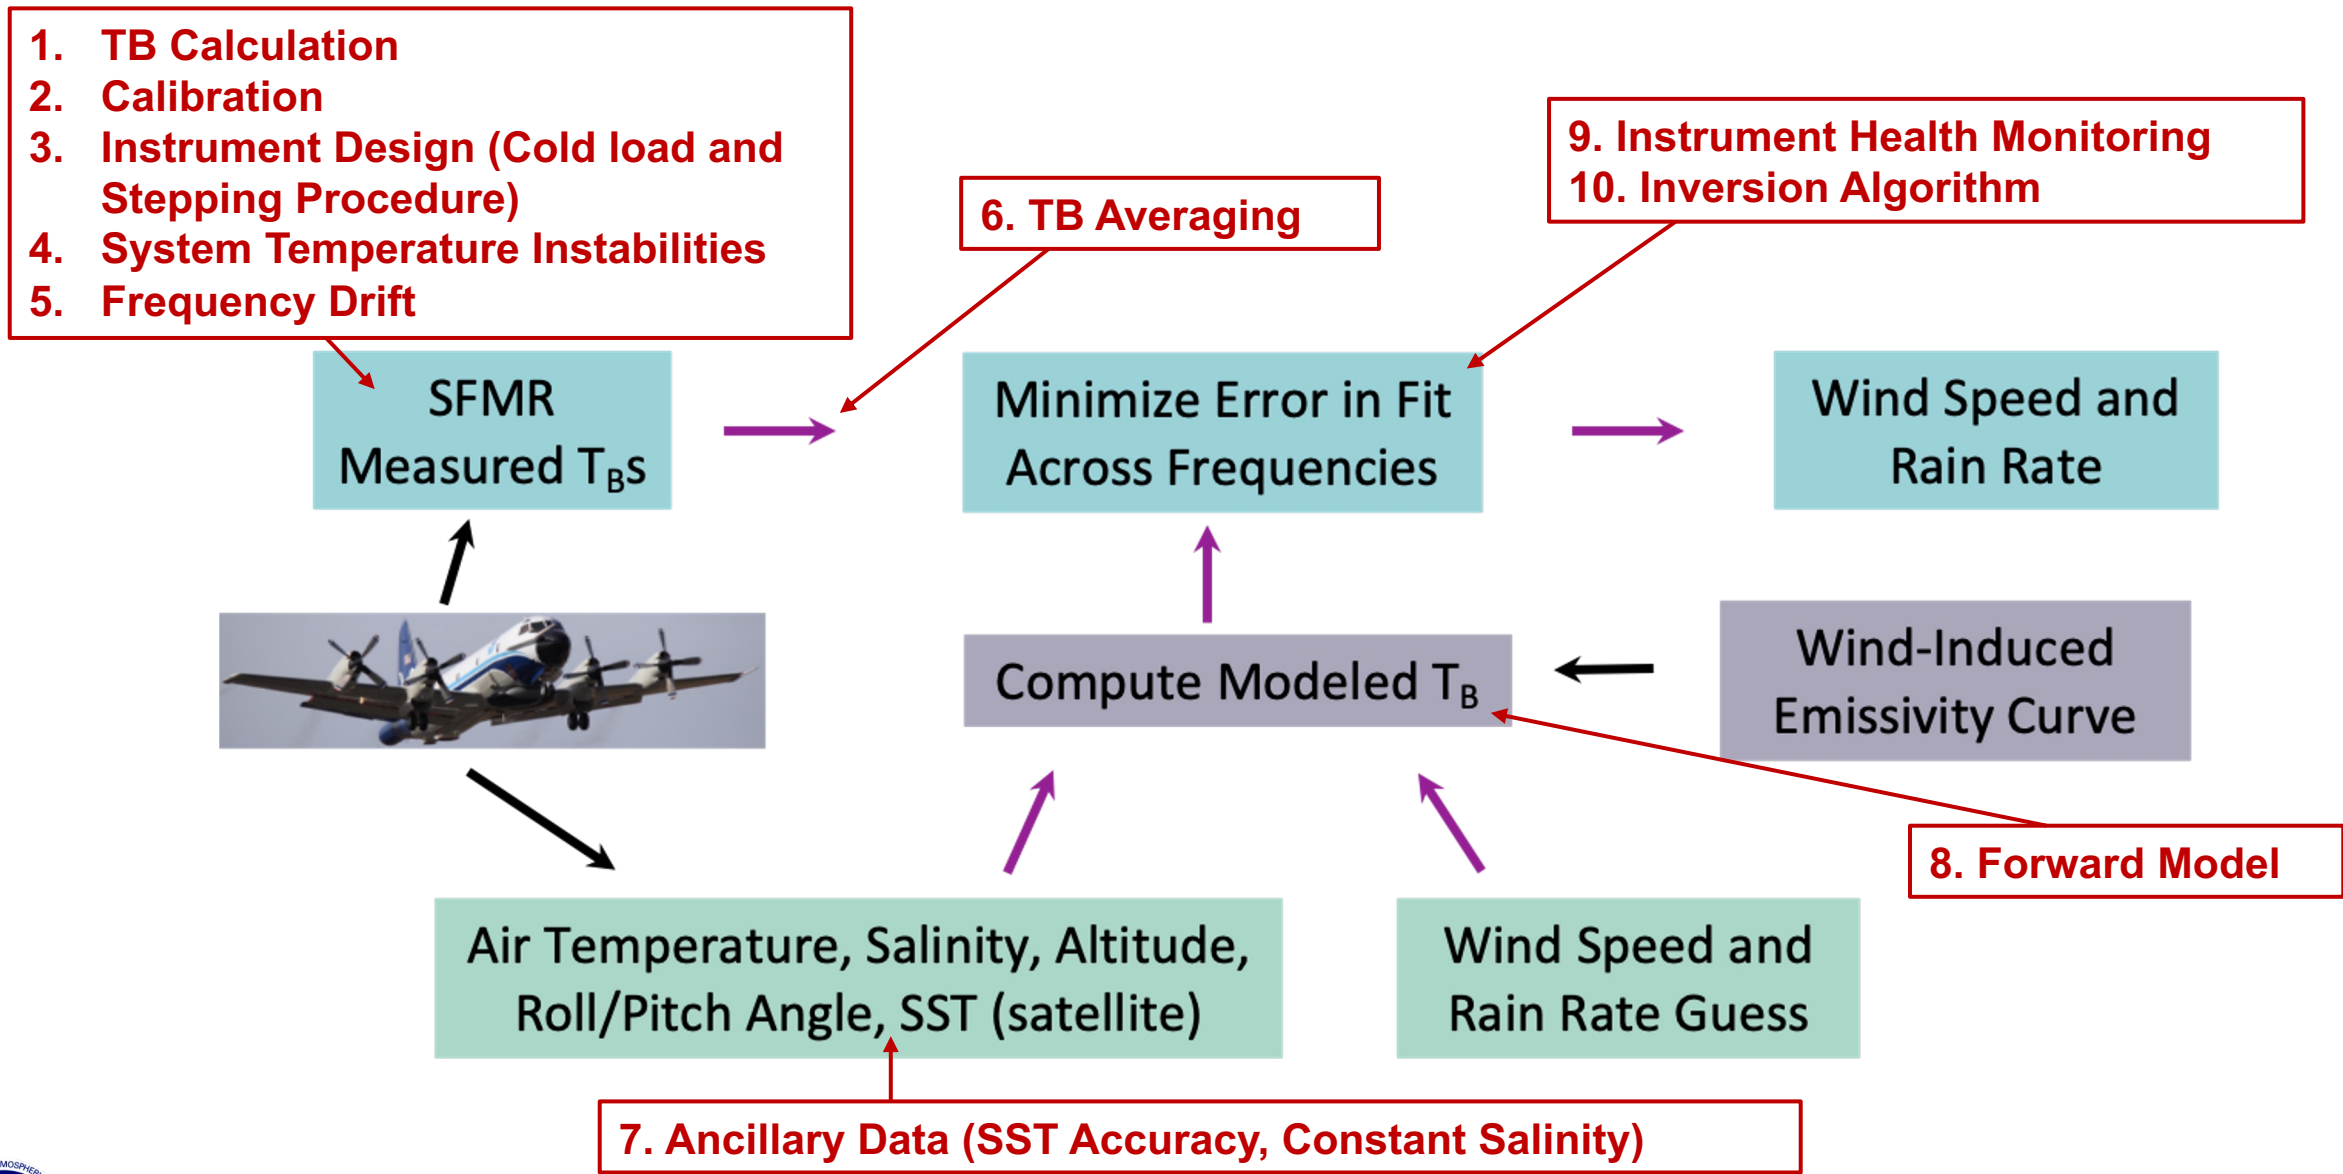 1. TB Calculation
2. Calibration
3. Instrument Design (Cold load and
Stepping Procedure)
4. System Temperature Instabilities
5. Frequency Drift
6. TB Averaging
9. Instrument Health Monitoring
10. Inversion Algorithm
SFMR
Measured TBs
Minimize Error in Fit
Across Frequencies
Wind Speed and
Rain Rate
Compute Modeled TB
Wind-Induced
Emissivity Curve
8. Forward Model
Air Temperature, Salinity, Altitude,
Roll/Pitch Angle, SST (satellite)
Wind Speed and
Rain Rate Guess
7. Ancillary Data (SST Accuracy, Constant Salinity)